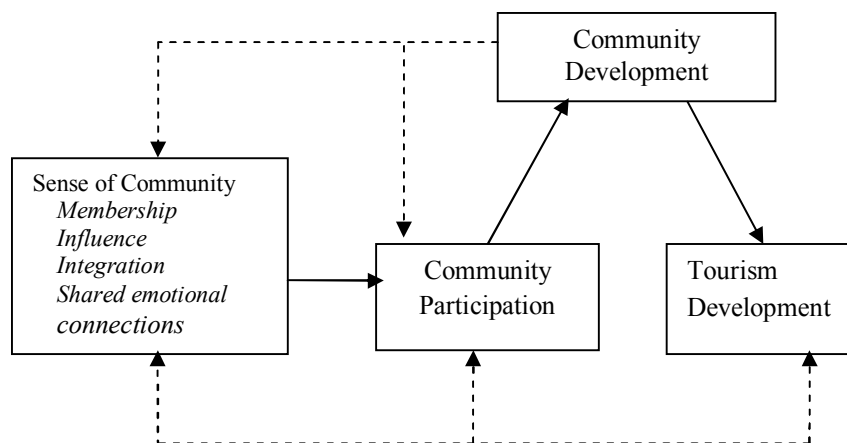 Community
Development
Sense of Community
Membership
Influence
Integration
Shared emotional
connections
Community
Participation
Tourism
Development